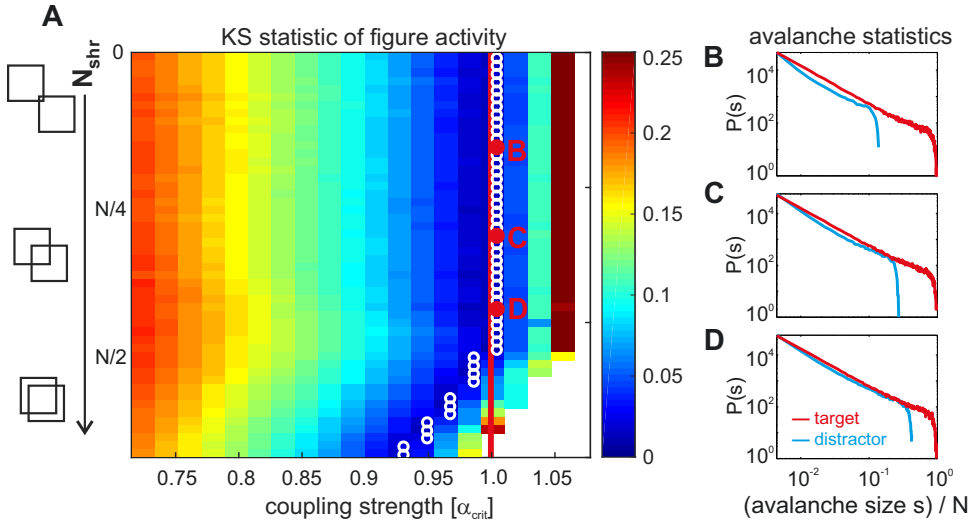 A
KS statistic of figure activity
N_shr
0
N/4
N/2
B
C
D
0.75
0.8
0.85
0.9
0.95
1.0
1.05
coupling strength [α_crit]
0.25
0.2
0.15
0.1
0.05
0
avalanche statistics
B
P(s)
10^4
10^2
10^0
C
P(s)
10^4
10^2
10^0
D
P(s)
10^4
10^2
10^0
target
distractor
10^-2
10^-1
10^0
(avalanche size s) / N